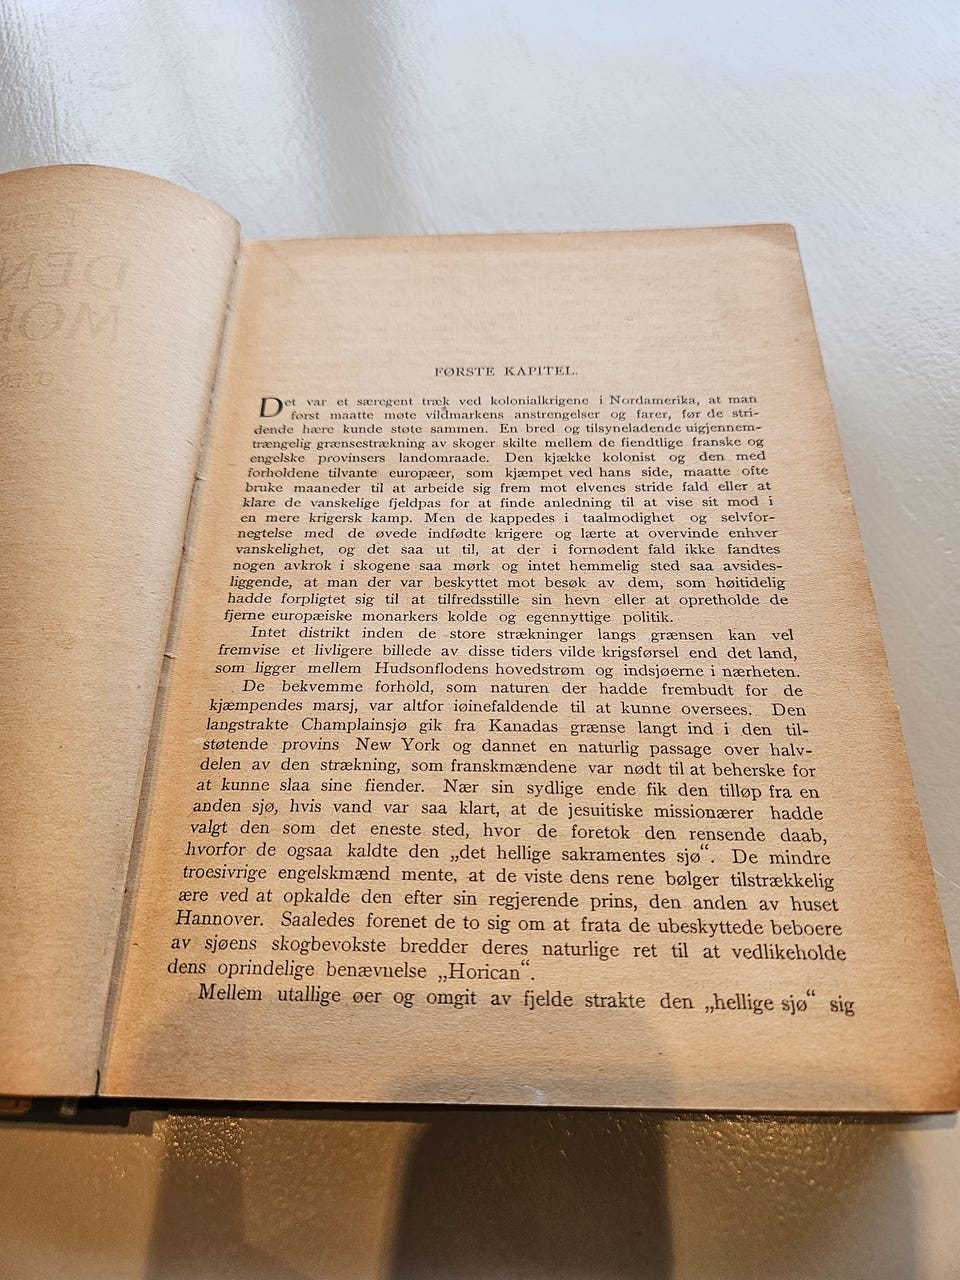 FØRSTE KAPITEL.
Det var et særegent træk ved kolonialkrigene i Nordamerika, at man
først maatte møte vildmarkens anstrengelser og farer, før de stri-
dende hære kunde støte sammen. En bred og tilsyneladende uigjennem-
trængelig grænsestrækning av skoger skilte mellem de fiendtlige franske og
engelske provinsers landomraade. Den kjække kolonist og den med
forholdene tilvante europæer, som kjæmpet ved hans side, maatte ofte
bruke maaneder til at arbeide sig frem mot elvenes stride fald eller at
klare de vanskelige fjeldpas for at finde anledning til at vise sit mod i
en mere krigersk kamp. Men de kappedes i taalmodighet og selvfor-
negtelse med de øvede indfødte krigere og lærte at overvinde enhver
vanskelighet, og det saa ut til, at der i fornødent fald ikke fandtes
nogen avkrok i skogene saa mørk og intet hemmelig sted saa avsides-
liggende, at man der var beskyttet mot besøk av dem, som høitidelig
hadde forpligtet sig til at tilfredsstille sin hevn eller at opretholde de
fjerne europæiske monarkers kolde og egennyttige politik.
Intet distrikt inden de store strækninger langs grænsen kan vel
fremvise et livligere billede av disse tiders vilde krigsførsel end det land,
som ligger mellem Hudsonflodens hovedstrøm og indsjøerne i nærheten.
De bekvemme forhold, som naturen der hadde frembudt for de
kjæmpendes marsj, var altfor iøinefaldende til at kunne oversees. Den
langstrakte Champlainsjø gik fra Kanadas grænse langt ind i den til-
støtende provins New York og dannet en naturlig passage over halv-
delen av den strækning, som franskmændene var nødt til at beherske for
at kunne slaa sine fiender. Nær sin sydlige ende fik den tilløp fra en
anden sjø, hvis vand var saa klart, at de jesuitiske missionærer hadde
valgt den som det eneste sted, hvor de foretok den rensende daab,
hvorfor de ogsaa kaldte den „det hellige sakramentes sjø“. De mindre
troesivrige engelskmænd mente, at de viste dens rene bølger tilstrækkelig
ære ved at opkalde den efter sin regjerende prins, den anden av huset
Hannover. Saaledes forenet de to sig om at frata de ubeskyttede beboere
av sjøens skogbevokste bredder deres naturlige ret til at vedlikeholde
dens oprindelige benævnelse „Horican“.
Mellem utallige øer og omgit av fjelde strakte den „hellige sjø“ sig